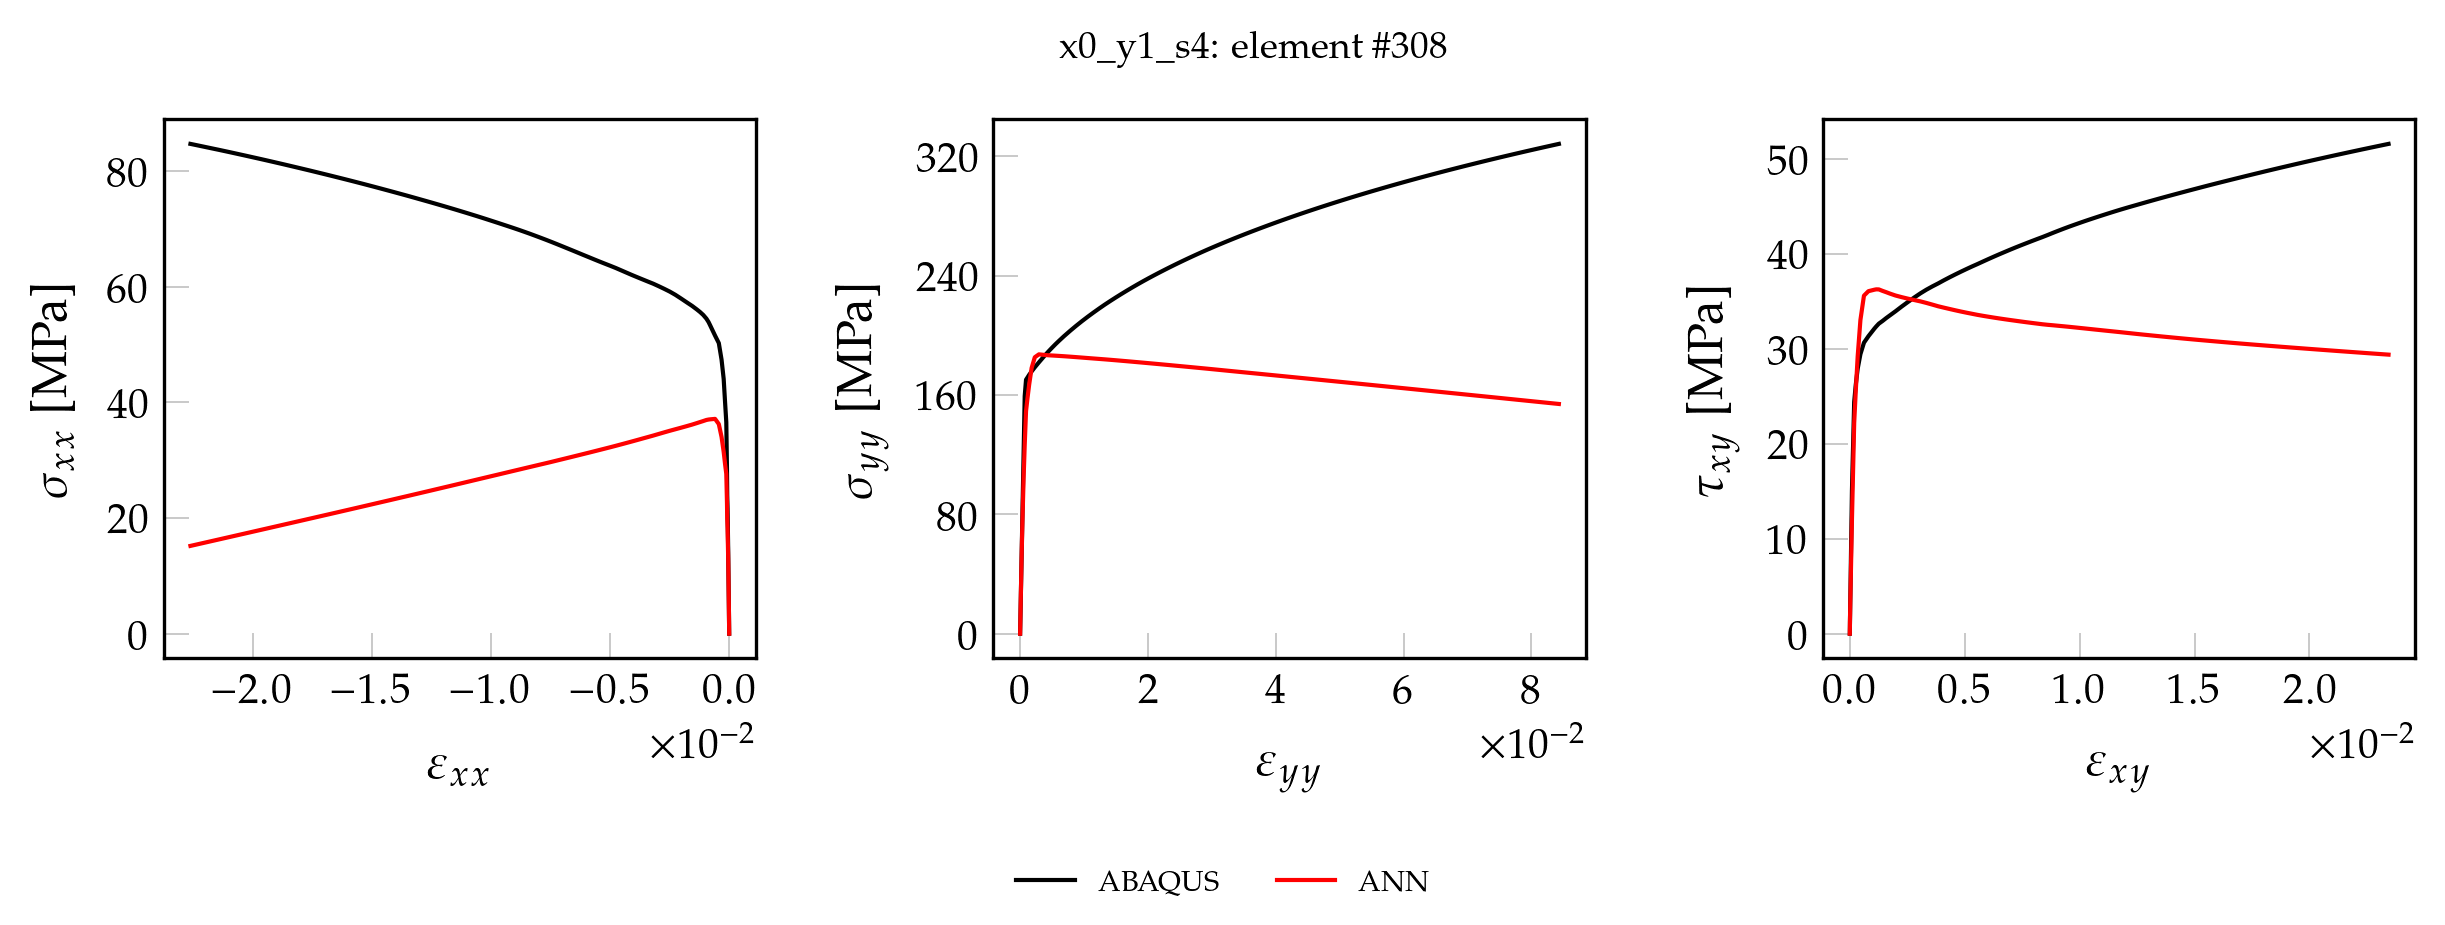 x0_y1_s4: element #308
σxx [MPa]
80
60
40
20
0
−2.0 −1.5 −1.0 −0.5 0.0
×10−2
εxx
σyy [MPa]
320
240
160
80
0
0 2 4 6 8
×10−2
εyy
τxy [MPa]
50
40
30
20
10
0
0.0 0.5 1.0 1.5 2.0
×10−2
εxy
ABAQUS ANN